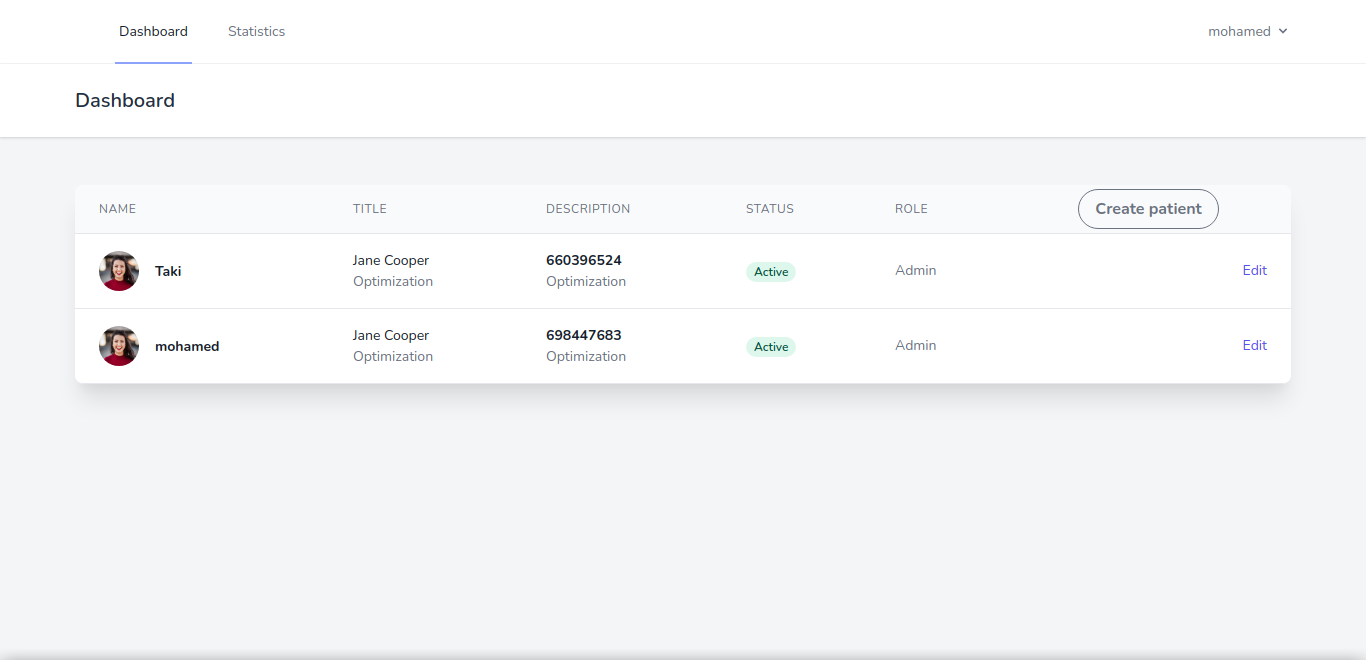 Dashboard Statistics mohamed
Dashboard
NAME TITLE DESCRIPTION STATUS ROLE Create patient
Taki Jane Cooper 660396524 Active Admin Edit
Optimization Optimization
mohamed Jane Cooper 698447683 Active Admin Edit
Optimization Optimization